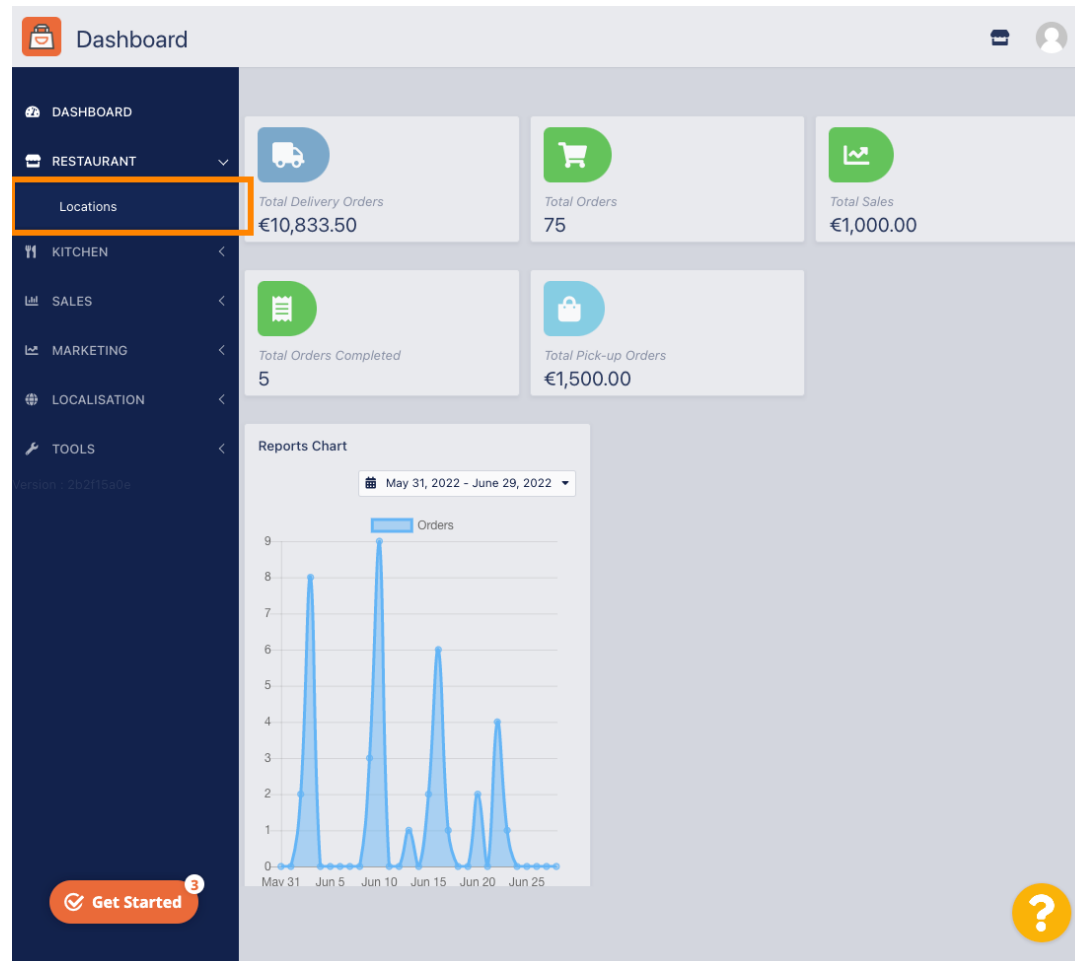 Dashboard
DASHBOARD
RESTAURANT
Locations
KITCHEN
SALES
MARKETING
LOCALISATION
TOOLS
Version : 2b2f15a0e
Total Delivery Orders
€10,833.50
Total Orders
75
Total Sales
€1,000.00
Total Orders Completed
5
Total Pick-up Orders
€1,500.00
Reports Chart
May 31, 2022 - June 29, 2022
Orders
9
8
7
6
5
4
3
2
1
0
May 31 Jun 5 Jun 10 Jun 15 Jun 20 Jun 25
Get Started
3
?